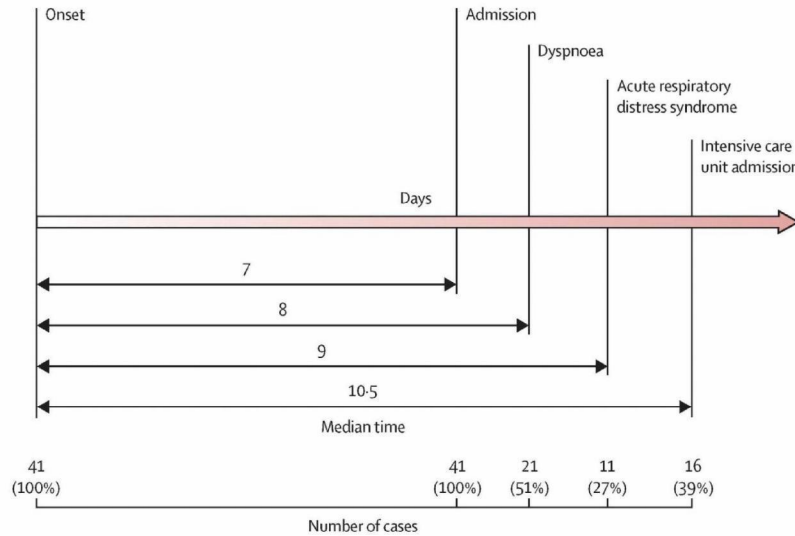 Onset
Admission
Dyspnoea
Acute respiratory
distress syndrome
Intensive care
unit admission
Days
7
8
9
10·5
Median time
41 41 21 11 16
(100%) (100%) (51%) (27%) (39%)
Number of cases